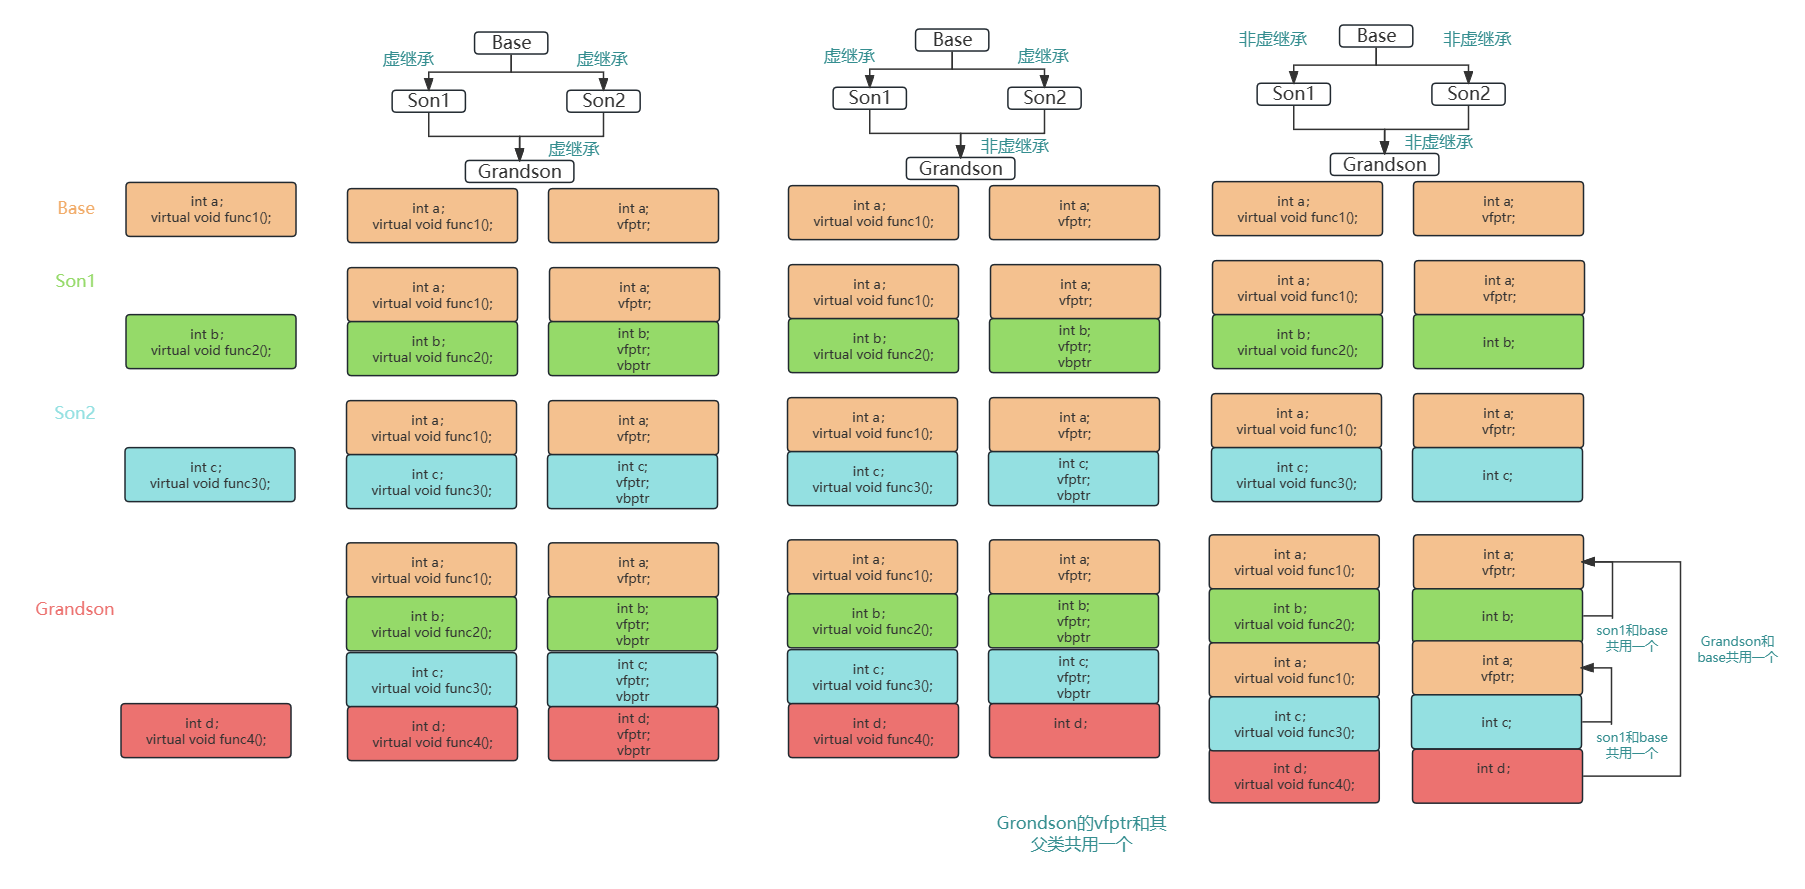 Base
虚继承
虚继承
Son1
Son2
虚继承
Grandson
Base
虚继承
虚继承
Son1
Son2
非虚继承
Grandson
Base
非虚继承
非虚继承
Son1
Son2
非虚继承
Grandson
Base
int a;
virtual void func1();
int a;
virtual void func1();
int a;
vfptr;
int a;
virtual void func1();
int a;
vfptr;
int a;
virtual void func1();
int a;
vfptr;
Son1
int b;
virtual void func2();
int a;
virtual void func1();
int a;
vfptr;
int b;
virtual void func2();
int b;
vfptr;
vbptr
int a;
virtual void func1();
int a;
vfptr;
int b;
virtual void func2();
int b;
vfptr;
vbptr
int a;
virtual void func1();
int a;
vfptr;
int b;
virtual void func2();
int b;
Son2
int c;
virtual void func3();
int a;
virtual void func1();
int a;
vfptr;
int c;
virtual void func3();
int c;
vfptr;
vbptr
int a;
virtual void func1();
int a;
vfptr;
int c;
virtual void func3();
int c;
vfptr;
vbptr
int a;
virtual void func1();
int a;
vfptr;
int c;
virtual void func3();
int c;
Grandson
int d;
virtual void func4();
int a;
virtual void func1();
int a;
vfptr;
int b;
virtual void func2();
int b;
vfptr;
vbptr
int c;
virtual void func3();
int c;
vfptr;
vbptr
int d;
virtual void func4();
int d;
vfptr;
vbptr
int a;
virtual void func1();
int a;
vfptr;
int b;
virtual void func2();
int b;
vfptr;
vbptr
int c;
virtual void func3();
int c;
vfptr;
vbptr
int d;
virtual void func4();
int d;
int a;
virtual void func1();
int a;
vfptr;
int b;
virtual void func2();
int b;
int a;
virtual void func1();
int a;
vfptr;
int c;
virtual void func3();
int c;
int d;
virtual void func4();
int d;
son1和base
共用一个
son1和base
共用一个
Grandson和
base共用一个
Grondson的vfptr和其
父类共用一个